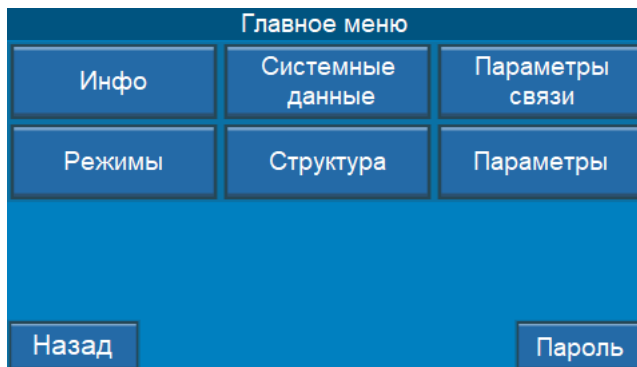 Главное меню
Инфо
Системные
данные
Параметры
связи
Режимы
Структура
Параметры
Назад
Пароль